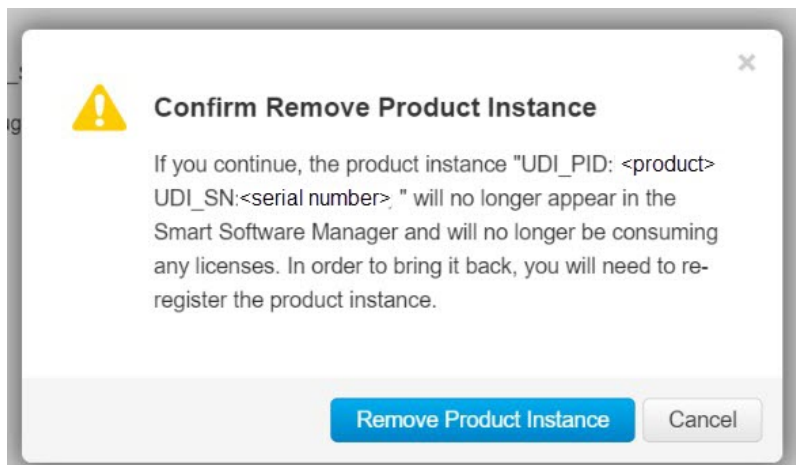 Confirm Remove Product Instance
If you continue, the product instance "UDI_PID: <product>
UDI_SN:<serial number>, " will no longer appear in the
Smart Software Manager and will no longer be consuming
any licenses. In order to bring it back, you will need to re-
register the product instance.
Remove Product Instance
Cancel